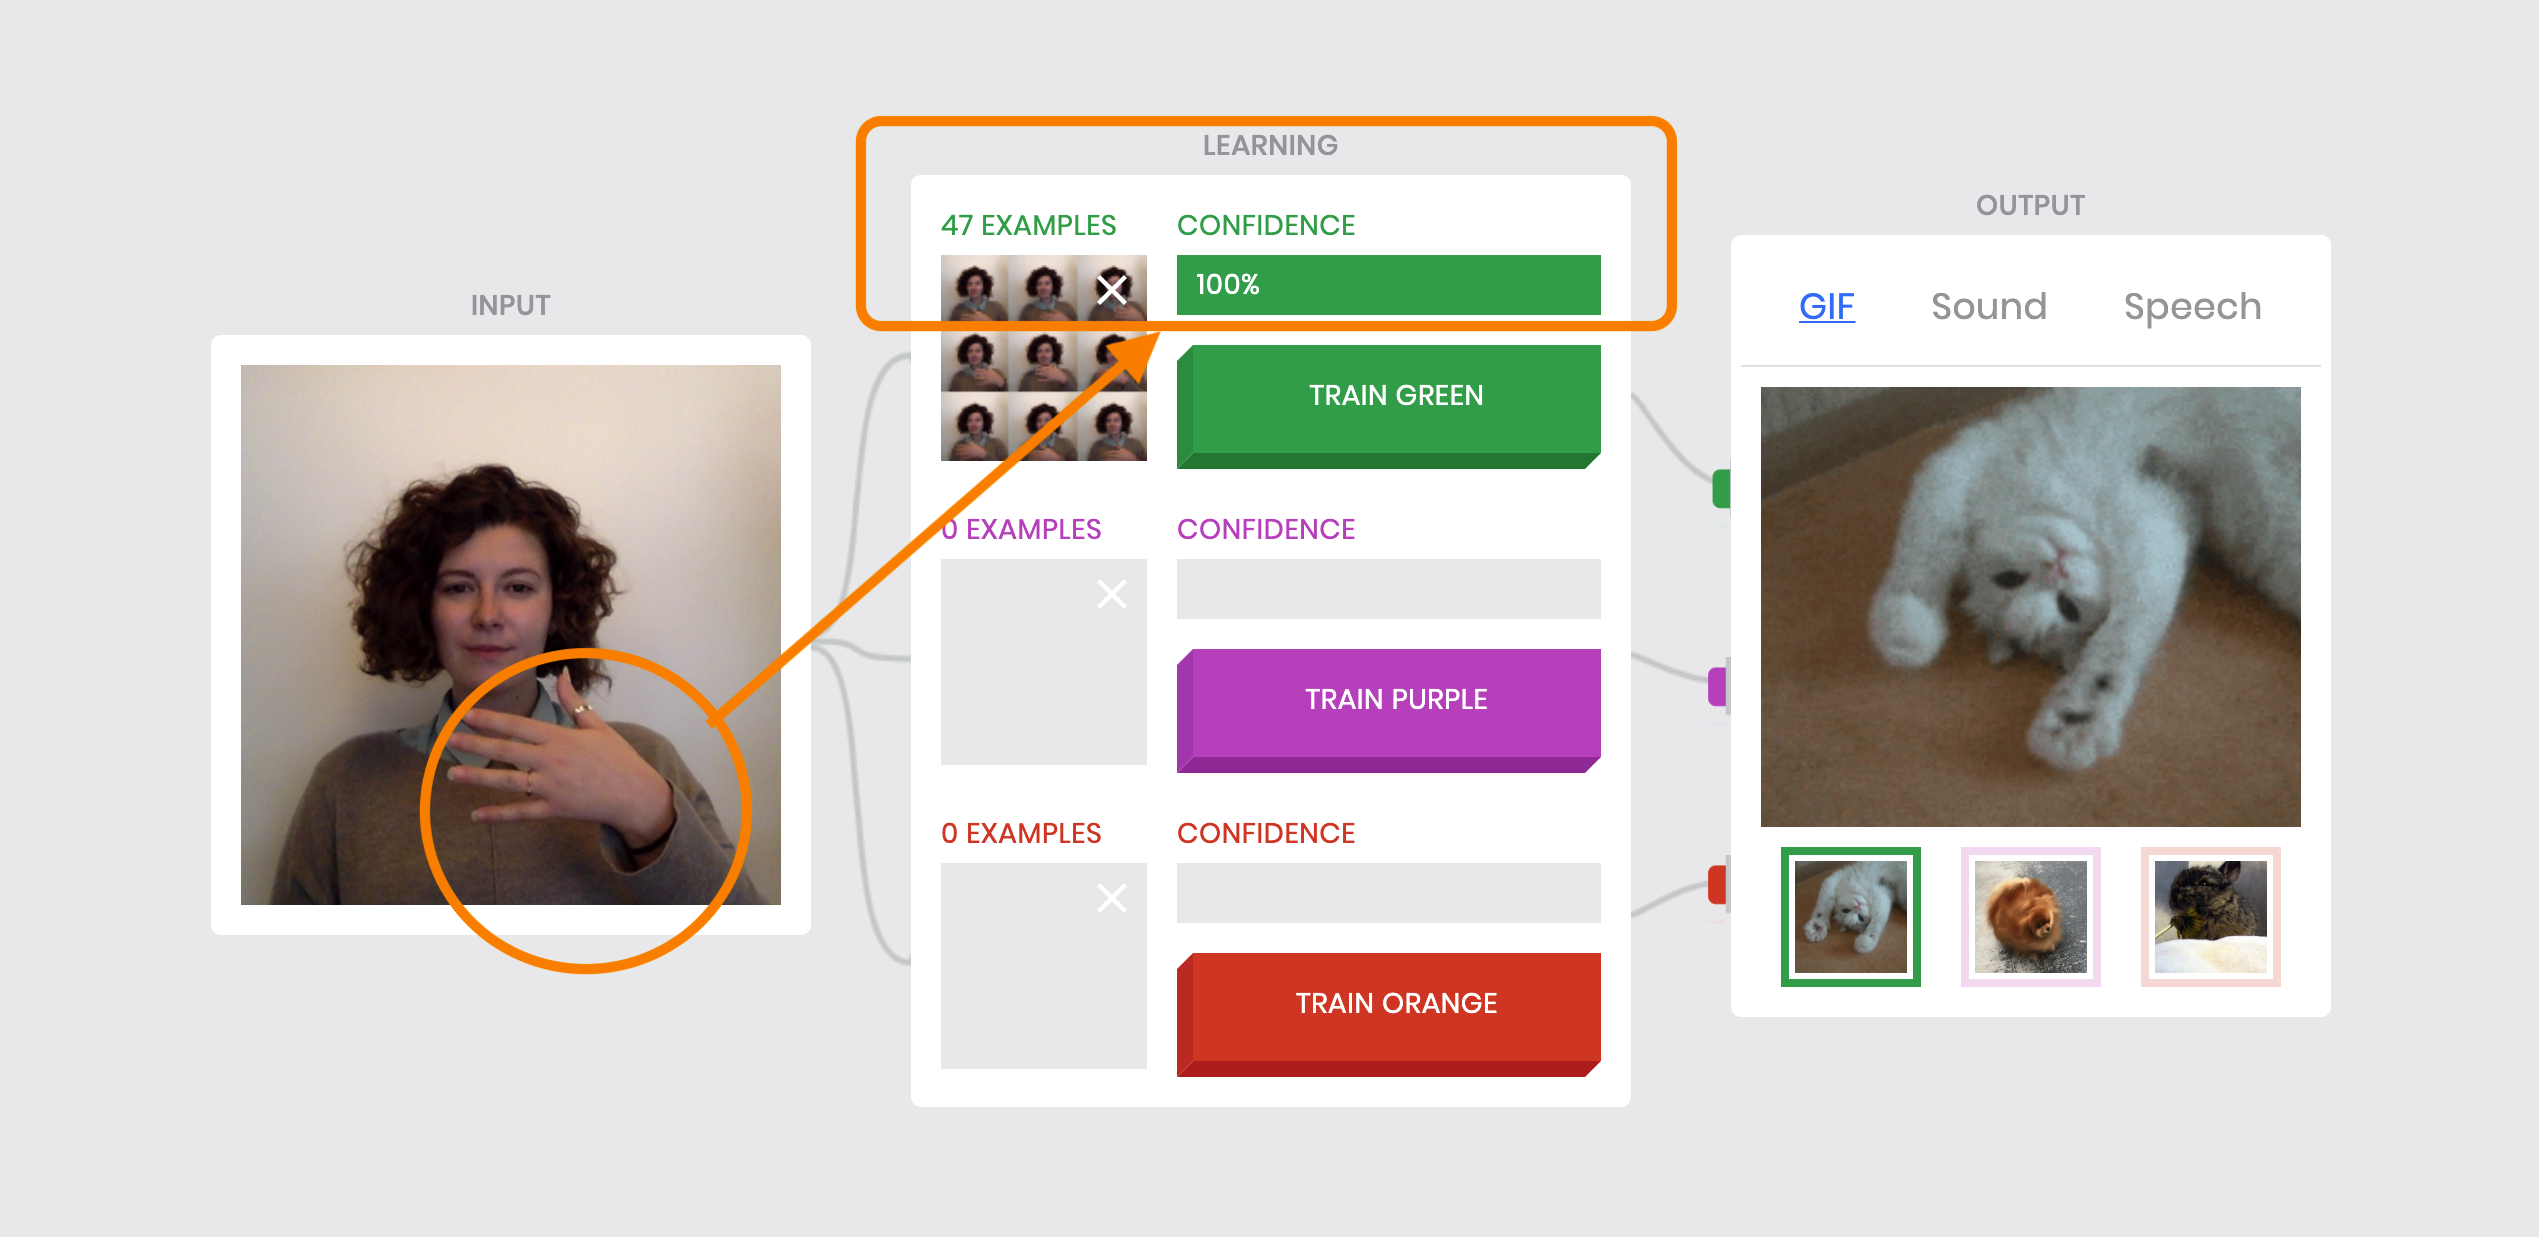 INPUT
LEARNING
47 EXAMPLES
CONFIDENCE
100%
TRAIN GREEN
0 EXAMPLES
CONFIDENCE
TRAIN PURPLE
0 EXAMPLES
CONFIDENCE
TRAIN ORANGE
OUTPUT
GIF Sound Speech